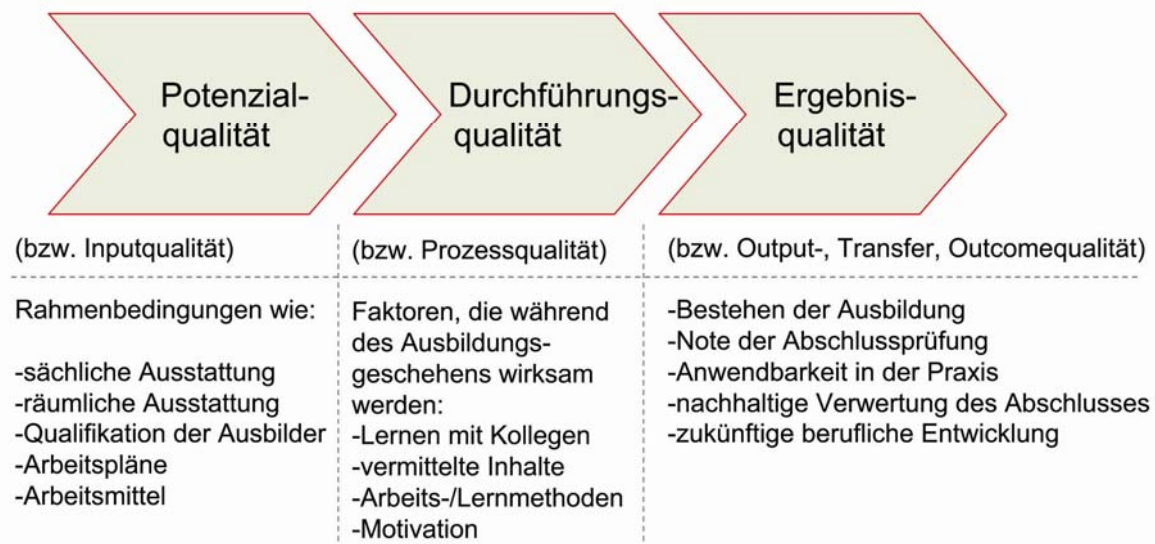 Potenzial-
qualität
Durchführungs-
qualität
Ergebnis-
qualität
(bzw. Inputqualität)
(bzw. Prozessqualität)
(bzw. Output-, Transfer, Outcomequalität)
Rahmenbedingungen wie:
-sächliche Ausstattung
-räumliche Ausstattung
-Qualifikation der Ausbilder
-Arbeitspläne
-Arbeitsmittel
Faktoren, die während
des Ausbildungs-
geschehens wirksam
werden:
-Lernen mit Kollegen
-vermittelte Inhalte
-Arbeits-/Lernmethoden
-Motivation
-Bestehen der Ausbildung
-Note der Abschlussprüfung
-Anwendbarkeit in der Praxis
-nachhaltige Verwertung des Abschlusses
-zukünftige berufliche Entwicklung